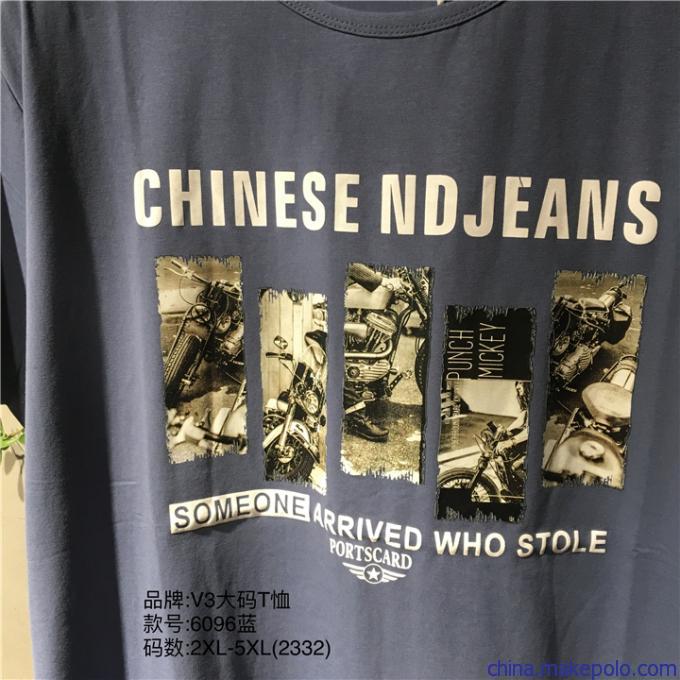 CHINESE NDJEANS
PUNCH
MICKEY
SOMEONE ARRIVED WHO STOLE
PORTSCARD
品牌:V3大码T恤
款号:6096蓝
码数:2XL-5XL(2332)
china.makepolo.com